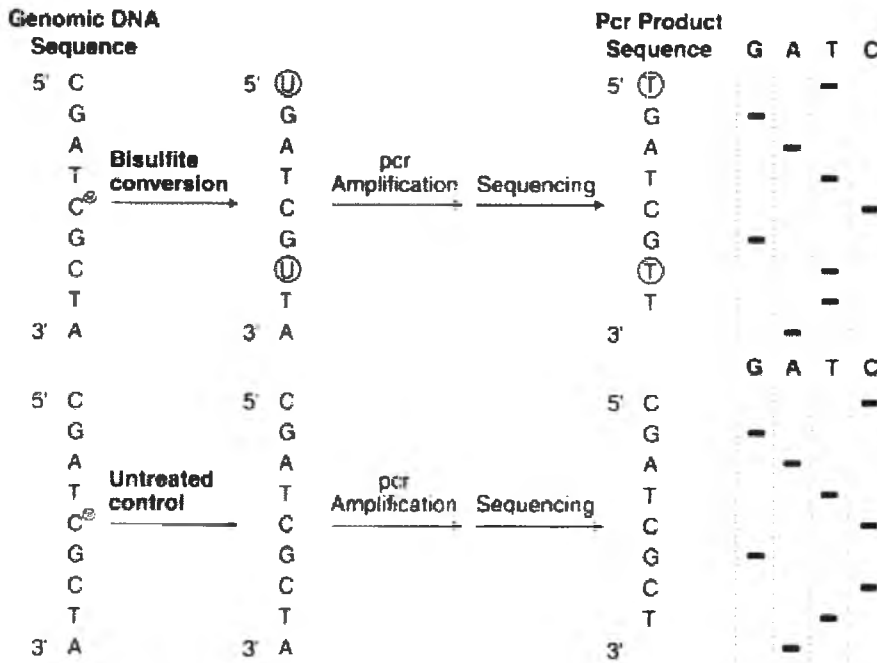 Genomic DNA Pcr Product
Sequence Sequence G A T C
5' C 5' U 5' T
G G G
A A A
Bisulfite pcr
T T T
conversion Amplification Sequencing
C C C
G G G
C U T
T T T
3' A 3' A 3'
G A T C
5' C 5' C 5' C
G G G
A A A
Untreated pcr
T T T
control Amplification Sequencing
C C C
G G G
C C C
T T T
3' A 3' A 3'